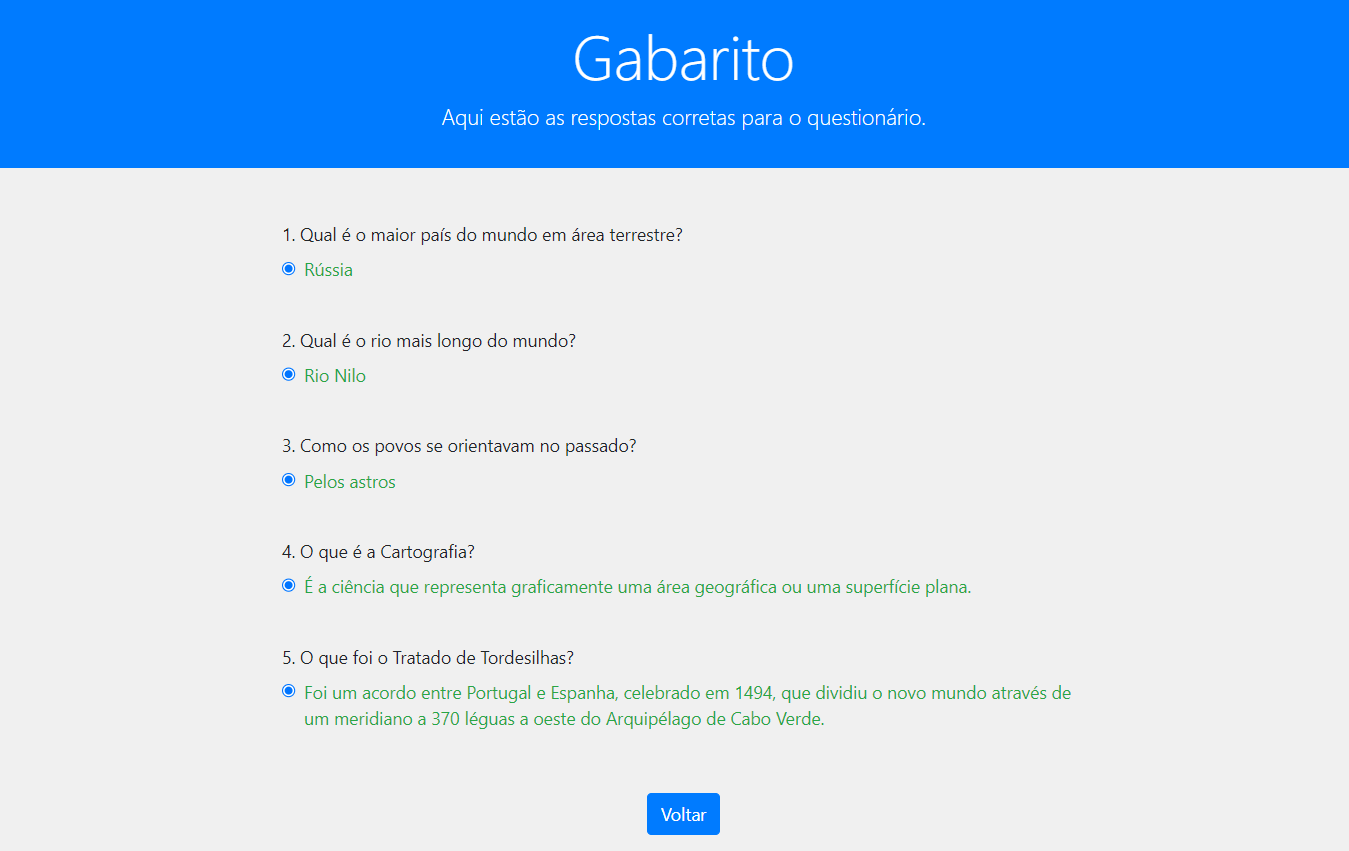 Gabarito
Aqui estão as respostas corretas para o questionário.
1. Qual é o maior país do mundo em área terrestre?
Rússia
2. Qual é o rio mais longo do mundo?
Rio Nilo
3. Como os povos se orientavam no passado?
Pelos astros
4. O que é a Cartografia?
É a ciência que representa graficamente uma área geográfica ou uma superfície plana.
5. O que foi o Tratado de Tordesilhas?
Foi um acordo entre Portugal e Espanha, celebrado em 1494, que dividiu o novo mundo através de
um meridiano a 370 léguas a oeste do Arquipélago de Cabo Verde.
Voltar